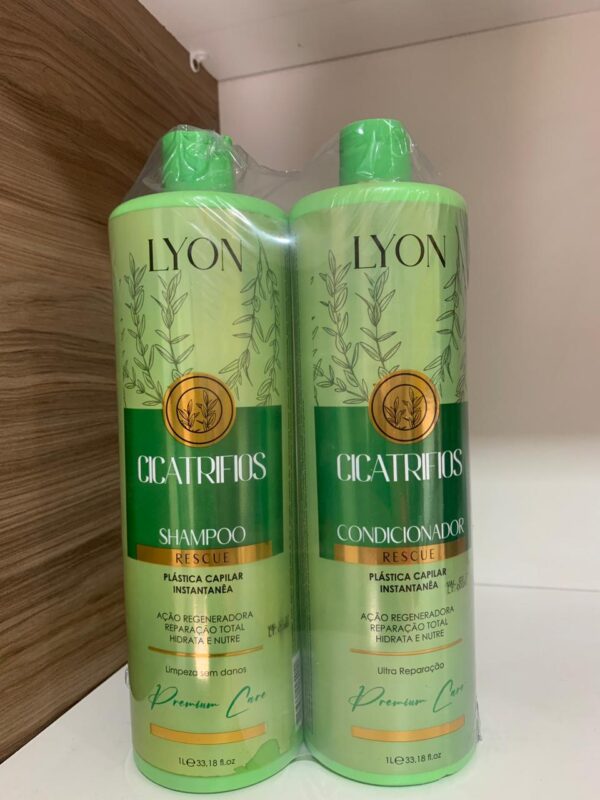 LYON
CICATRIFIOS
SHAMPOO
RESCUE
PLÁSTICA CAPILAR
INSTANTANÊA
AÇÃO REGENERADORA
REPARAÇÃO TOTAL
HIDRATA E NUTRE
Limpeza sem danos
Premium Care
1L℮33,18 fl.oz
LYON
CICATRIFIOS
CONDICIONADOR
RESCUE
PLÁSTICA CAPILAR
INSTANTANÊA
AÇÃO REGENERADORA
REPARAÇÃO TOTAL
HIDRATA E NUTRE
Ultra Reparação
Premium Care
1L℮33,18 fl.oz